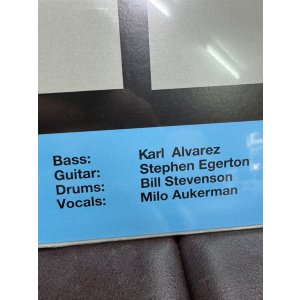 Bass: Karl Alvarez
Guitar: Stephen Egerton
Drums: Bill Stevenson
Vocals: Milo Aukerman